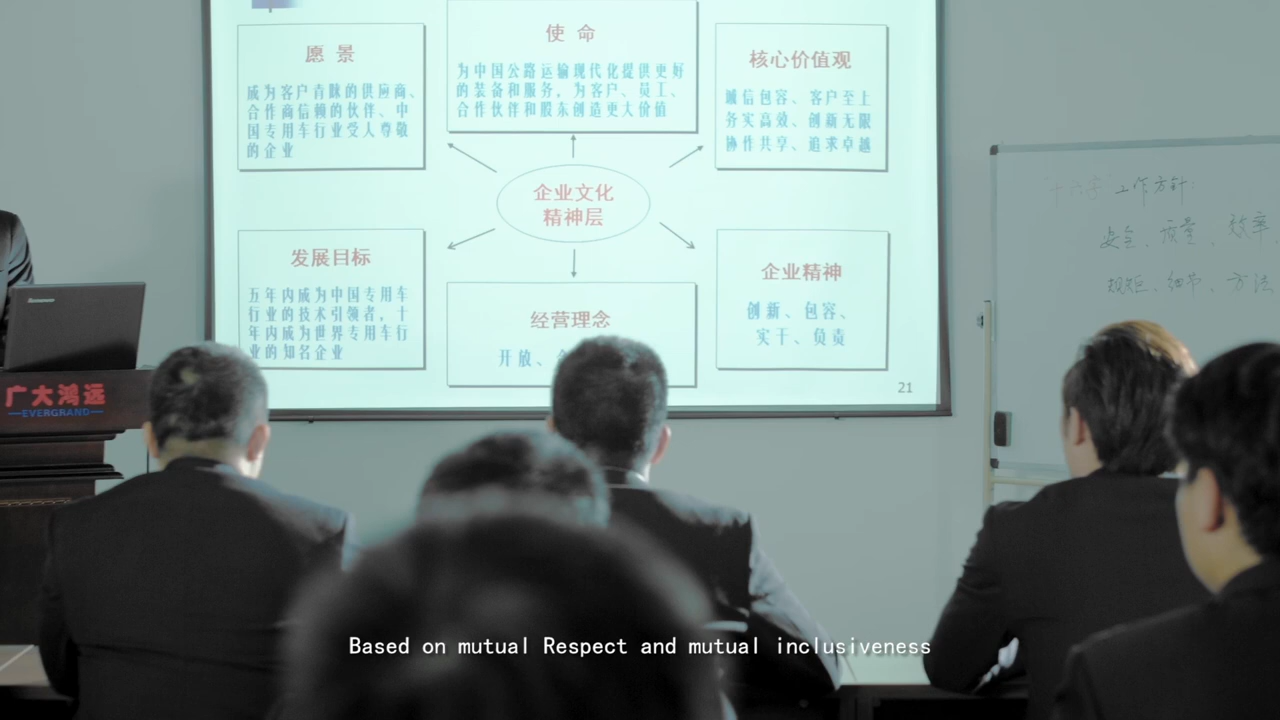 愿 景
成为客户青睐的供应商、
合作商信赖的伙伴、中
国专用车行业受人尊敬
的企业
使 命
为中国公路运输现代化提供更好
的装备和服务,为客户、员工、
合作伙伴和股东创造更大价值
核心价值观
诚信包容、客户至上
务实高效、创新无限
协作共享、追求卓越
企业文化
精神层
发展目标
五年内成为中国专用车
行业的技术引领者,十
年内成为世界专用车行
业的知名企业
经营理念
开放、
企业精神
创新、包容、
实干、负责
21
工作方针:
安全、质量、效率
规矩、细节、方法
Lenovo
广大鸿远
EVERGRAND
Based on mutual Respect and mutual inclusiveness